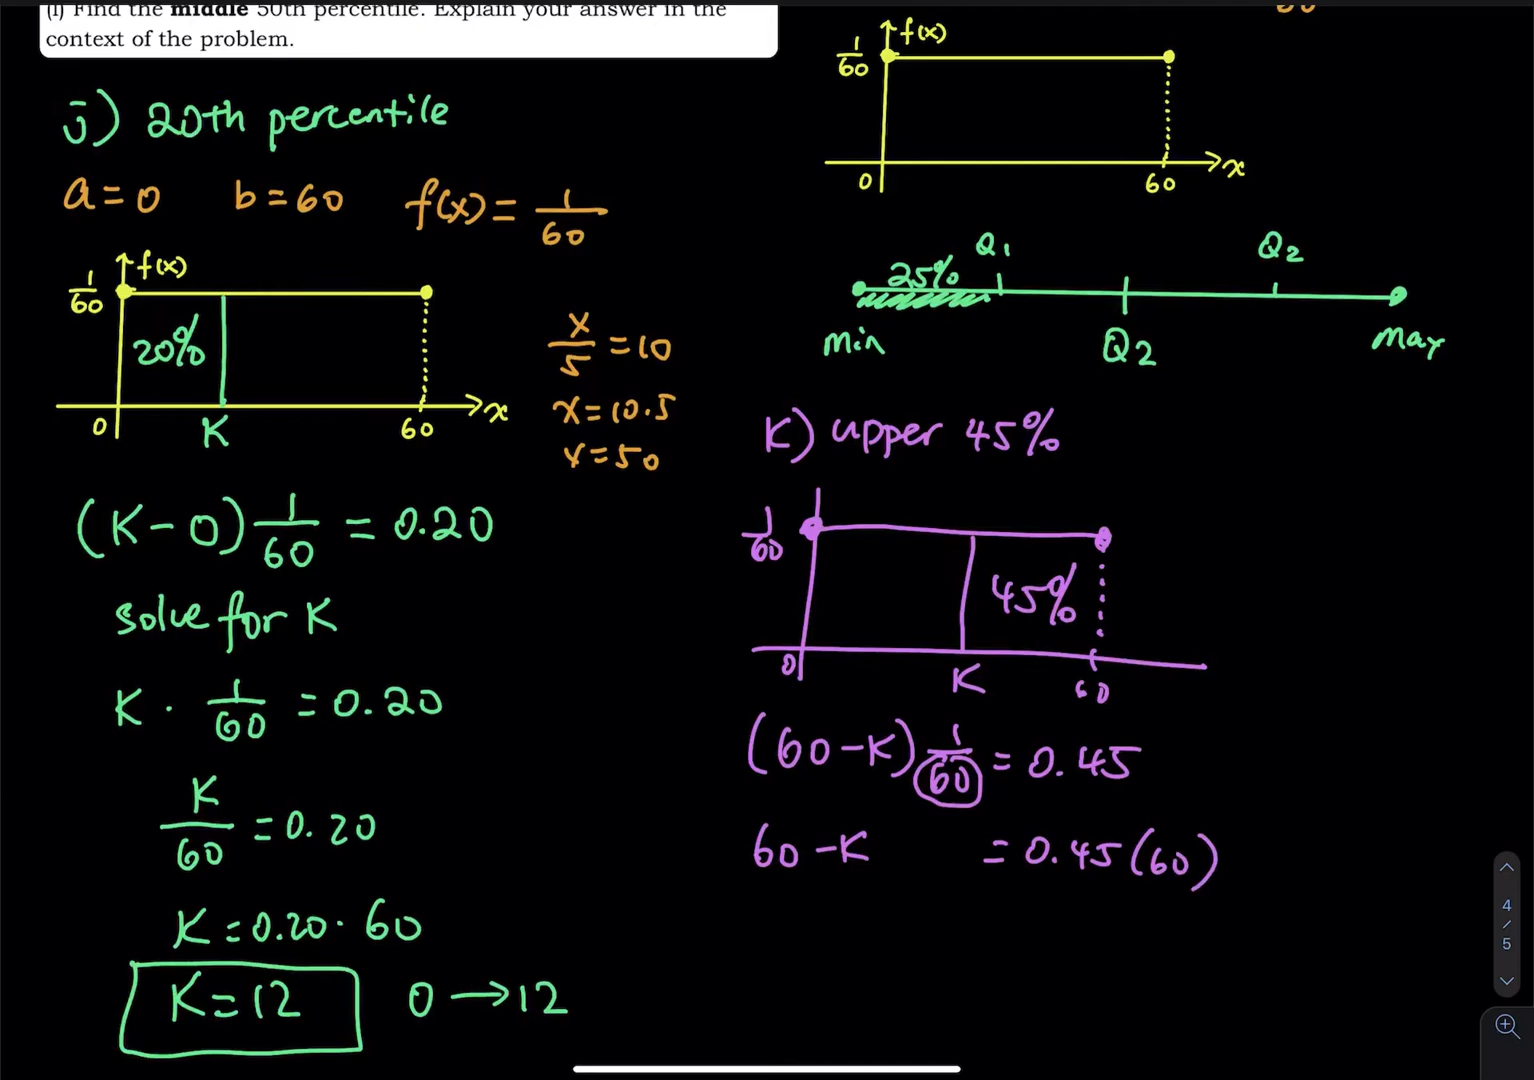 (l) Find the middle 50th percentile. Explain your answer in the
context of the problem.
j) 20th percentile
a = 0 b = 60 f(x) = 1/60
f(x)
1/60
20%
0 K 60 x
x/5 = 10
x = 10.5
x = 50
(K - 0) 1/60 = 0.20
solve for K
K · 1/60 = 0.20
K/60 = 0.20
K = 0.20 · 60
K = 12 0 → 12
60
f(x)
1/60
0 60 x
Q1 Q2
25%
min Q2 max
K) upper 45%
1/60
45%
0 K 60
(60 - K) 1/60 = 0.45
60 - K = 0.45 (60)
4
/
5